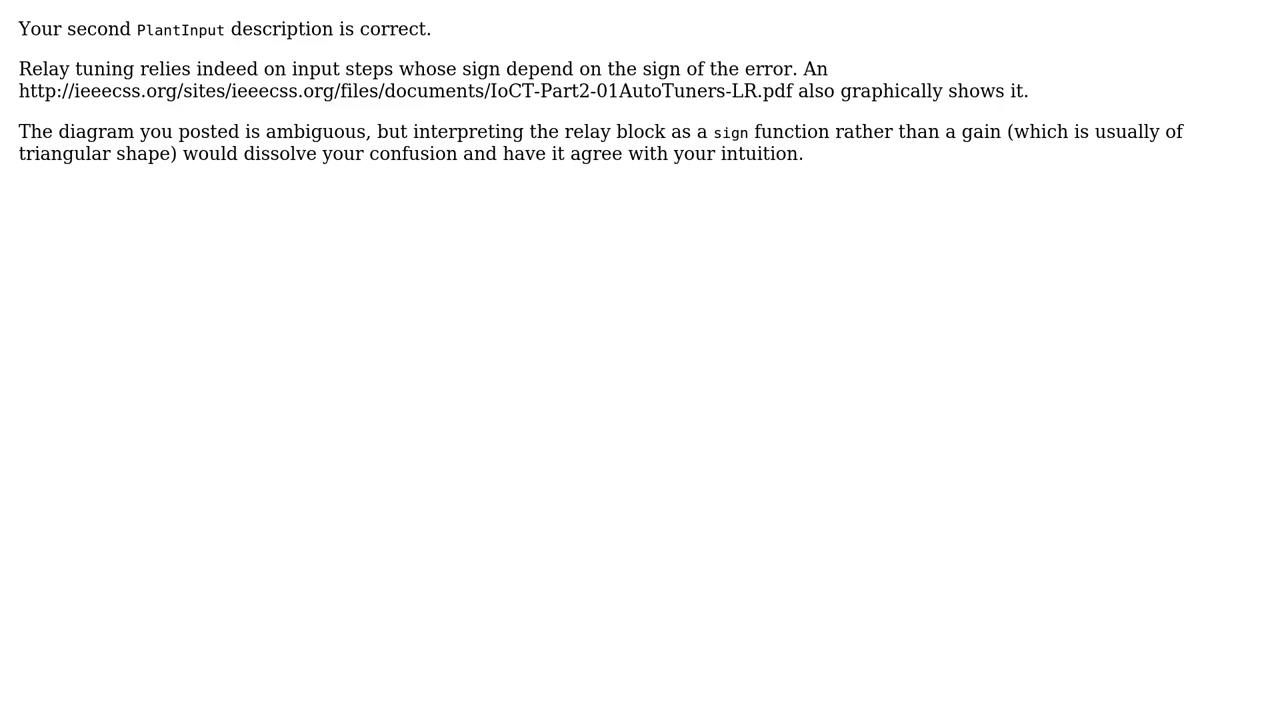 Your second PlantInput description is correct.
Relay tuning relies indeed on input steps whose sign depend on the sign of the error. An
http://ieeecss.org/sites/ieeecss.org/files/documents/IoCT-Part2-01AutoTuners-LR.pdf also graphically shows it.
The diagram you posted is ambiguous, but interpreting the relay block as a sign function rather than a gain (which is usually of
triangular shape) would dissolve your confusion and have it agree with your intuition.